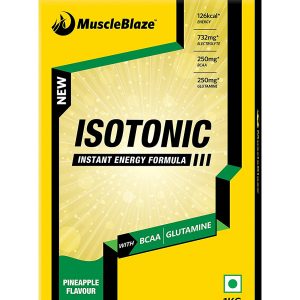 MuscleBlaze®
126kcal*
ENERGY
732mg*
ELECTROLYTE
250mg*
BCAA
250mg*
GLUTAMINE
NEW
ISOTONIC
INSTANT ENERGY FORMULA
WITH BCAA GLUTAMINE
PINEAPPLE
FLAVOUR
1KG